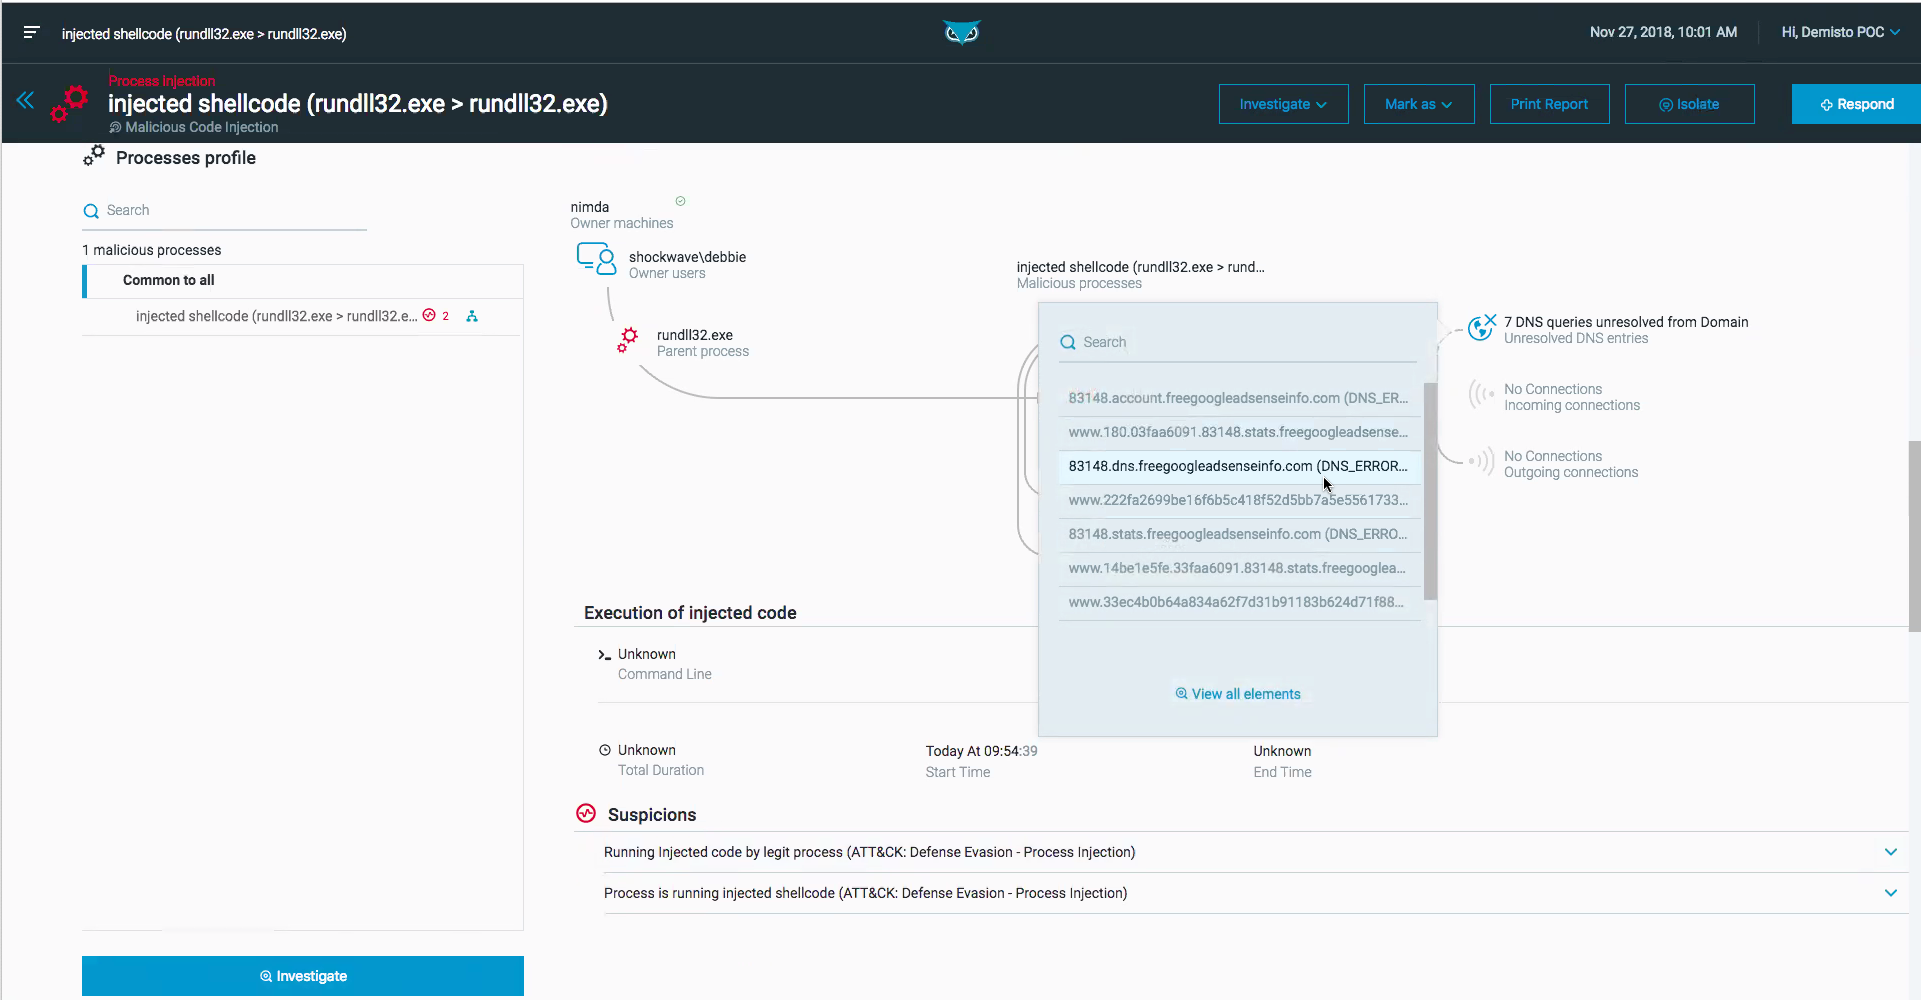 injected shellcode (rundll32.exe > rundll32.exe)
Nov 27, 2018, 10:01 AM
Hi, Demisto POC
Process Injection
injected shellcode (rundll32.exe > rundll32.exe)
Malicious Code Injection
Investigate
Mark as
Print Report
Isolate
Respond
Processes profile
Search
1 malicious processes
Common to all
injected shellcode (rundll32.exe > rundll32.e... 2
nimda
Owner machines
shockwave\debbie
Owner users
rundll32.exe
Parent process
injected shellcode (rundll32.exe > rund...
Malicious processes
Search
83148.account.freegoogleadsenseinfo.com (DNS_ER...
www.180.03faa6091.83148.stats.freegoogleadsense...
83148.dns.freegoogleadsenseinfo.com (DNS_ERROR...
www.222fa2699be16f6b5c418f52d5bb7a5e5561733...
83148.stats.freegoogleadsenseinfo.com (DNS_ERRO...
www.14be1e5fe.33faa6091.83148.stats.freegooglea...
www.33ec4b0b64a834a62f7d31b91183b624d71f88...
View all elements
7 DNS queries unresolved from Domain
Unresolved DNS entries
No Connections
Incoming connections
No Connections
Outgoing connections
Execution of injected code
Unknown
Command Line
Unknown
Total Duration
Today At 09:54:39
Start Time
Unknown
End Time
Suspicions
Running Injected code by legit process (ATT&CK: Defense Evasion - Process Injection)
Process is running injected shellcode (ATT&CK: Defense Evasion - Process Injection)
Investigate